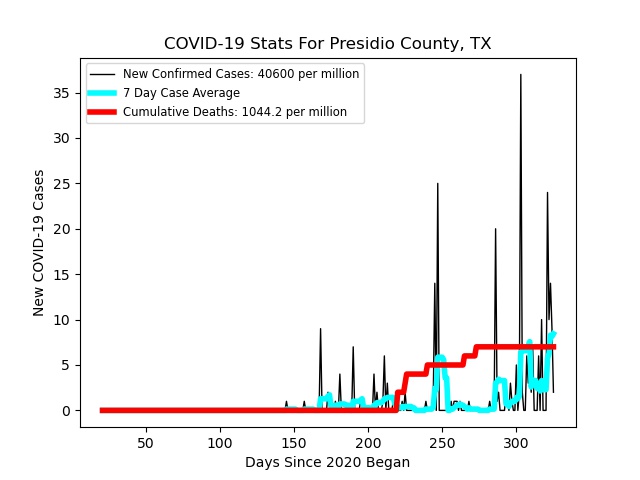 COVID-19 Stats For Presidio County, TX
New Confirmed Cases: 40600 per million
7 Day Case Average
Cumulative Deaths: 1044.2 per million
New COVID-19 Cases
35
30
25
20
15
10
5
0
50 100 150 200 250 300
Days Since 2020 Began